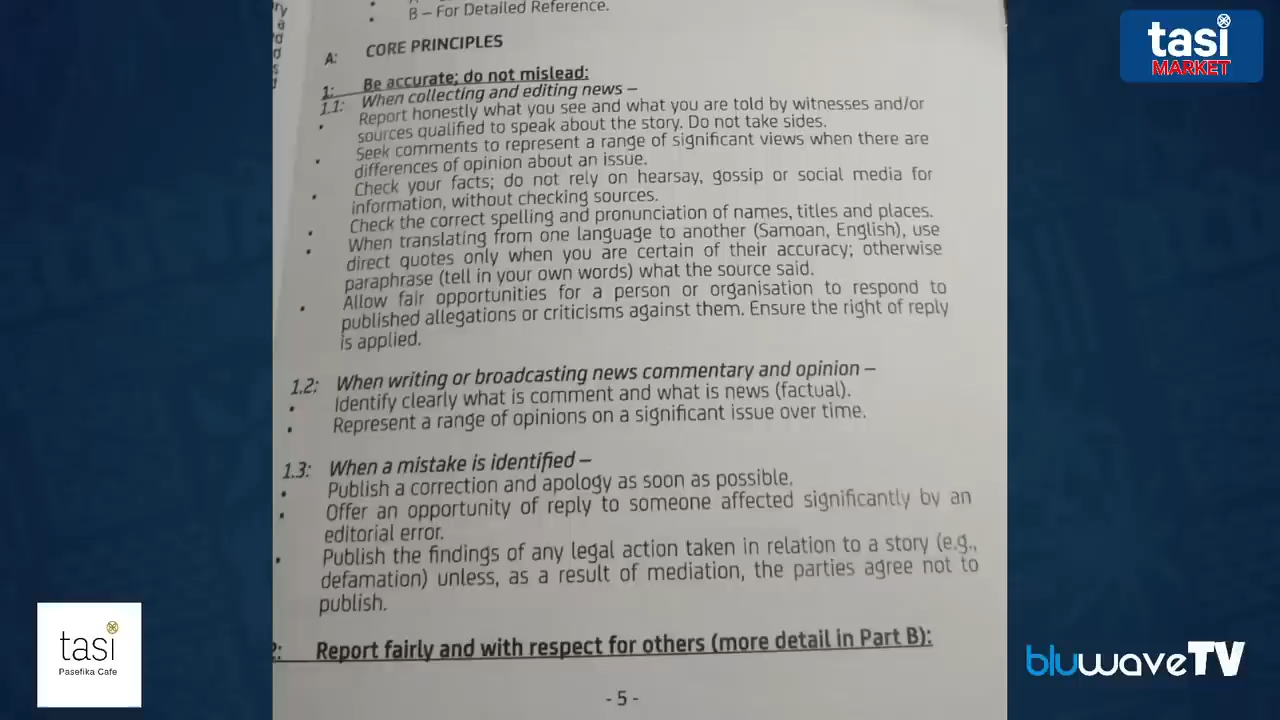 B – For Detailed Reference.
A: CORE PRINCIPLES
1: Be accurate; do not mislead:
1.1: When collecting and editing news –
• Report honestly what you see and what you are told by witnesses and/or
sources qualified to speak about the story. Do not take sides.
• Seek comments to represent a range of significant views when there are
differences of opinion about an issue.
• Check your facts; do not rely on hearsay, gossip or social media for
information, without checking sources.
• Check the correct spelling and pronunciation of names, titles and places.
• When translating from one language to another (Samoan, English), use
direct quotes only when you are certain of their accuracy; otherwise
paraphrase (tell in your own words) what the source said.
• Allow fair opportunities for a person or organisation to respond to
published allegations or criticisms against them. Ensure the right of reply
is applied.
1.2: When writing or broadcasting news commentary and opinion –
• Identify clearly what is comment and what is news (factual).
• Represent a range of opinions on a significant issue over time.
1.3: When a mistake is identified –
• Publish a correction and apology as soon as possible.
• Offer an opportunity of reply to someone affected significantly by an
editorial error.
• Publish the findings of any legal action taken in relation to a story (e.g.,
defamation) unless, as a result of mediation, the parties agree not to
publish.
2: Report fairly and with respect for others (more detail in Part B):
- 5 -
tasi
MARKET
tasi
Pasefika Cafe
bluwaveTV